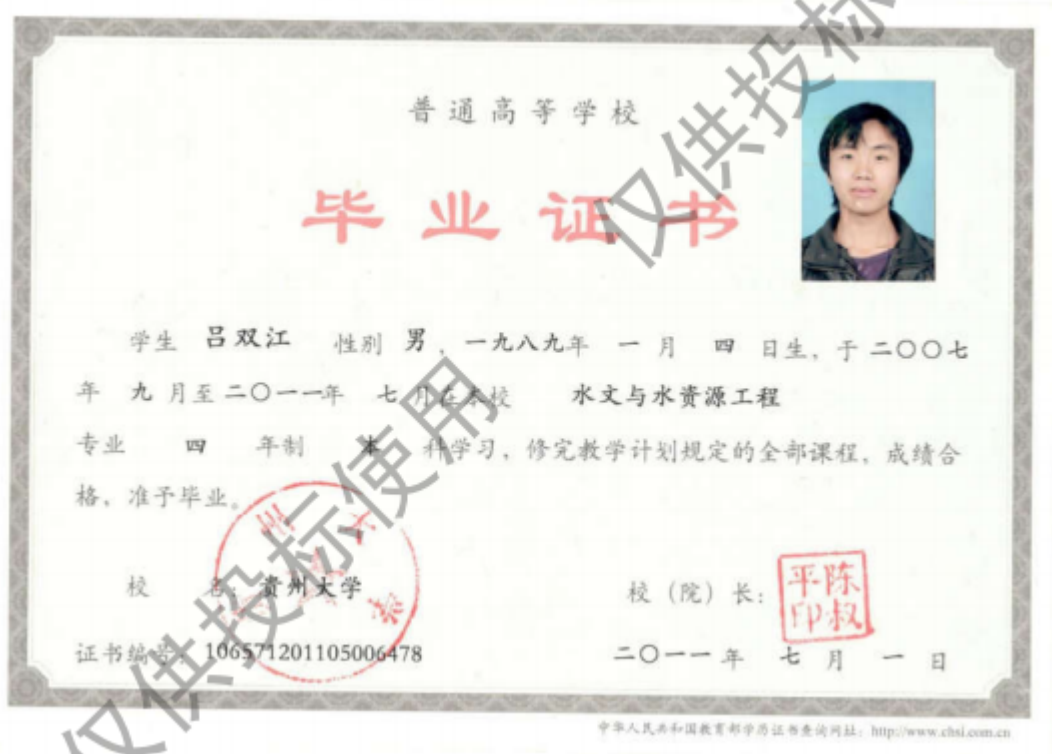 普通高等学校
毕业证书
学生 吕双江 性别 男，一九八九年 一 月 四 日生，于 二〇〇七
年 九 月至 二〇一一年 七 月在本校 水文与水资源工程
专业 四 年制 本 科学习，修完教学计划规定的全部课程，成绩合
格，准予毕业。
校 名：贵州大学
校（院）长：
陈叔平印
证书编号：106571201105006478
二〇一一 年 七 月 一 日
中华人民共和国教育部学历证书查询网址：http://www.chsi.com.cn
仅供投标使用
仅供投标